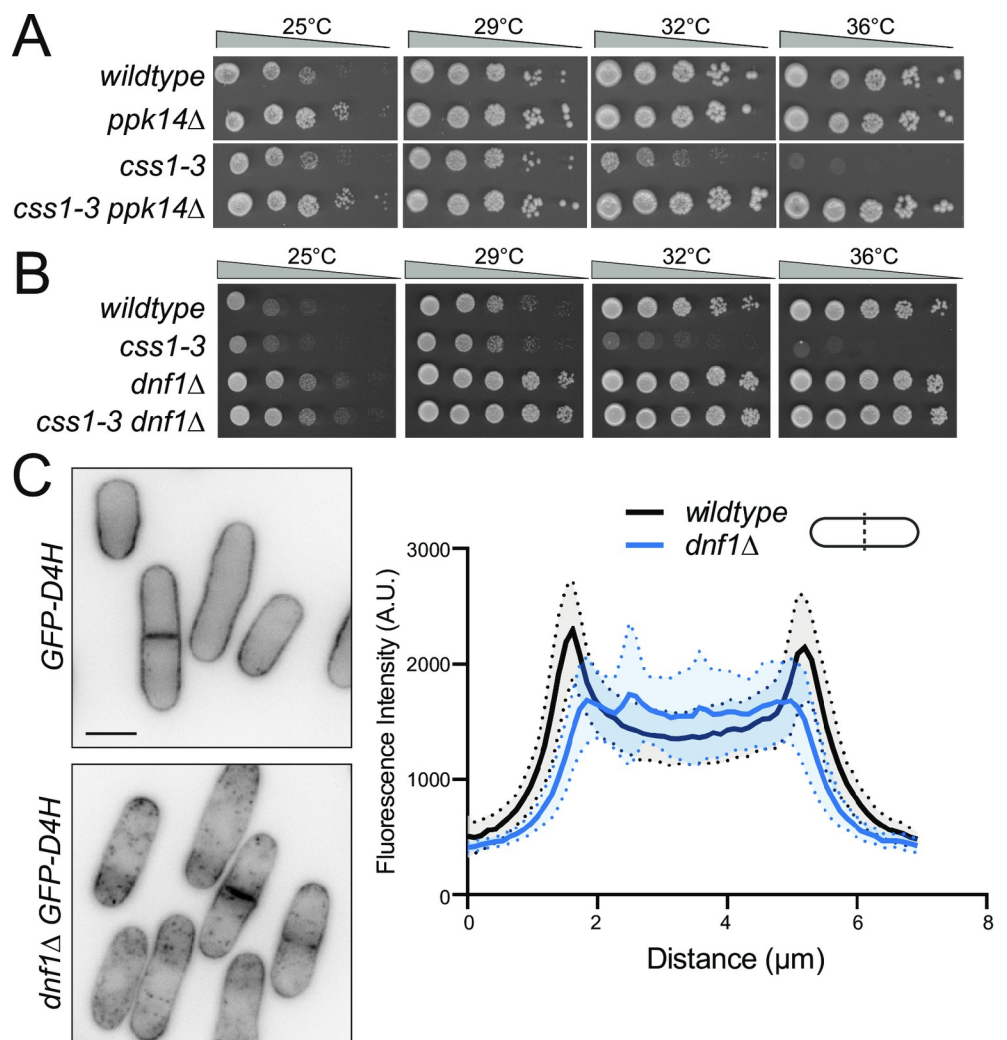 A
25°C 29°C 32°C 36°C
wildtype
ppk14Δ
css1-3
css1-3 ppk14Δ
B
25°C 29°C 32°C 36°C
wildtype
css1-3
dnf1Δ
css1-3 dnf1Δ
C
GFP-D4H
dnf1Δ GFP-D4H
wildtype
dnf1Δ
Fluorescence Intensity (A.U.)
3000
2000
1000
0
0 2 4 6 8
Distance (µm)